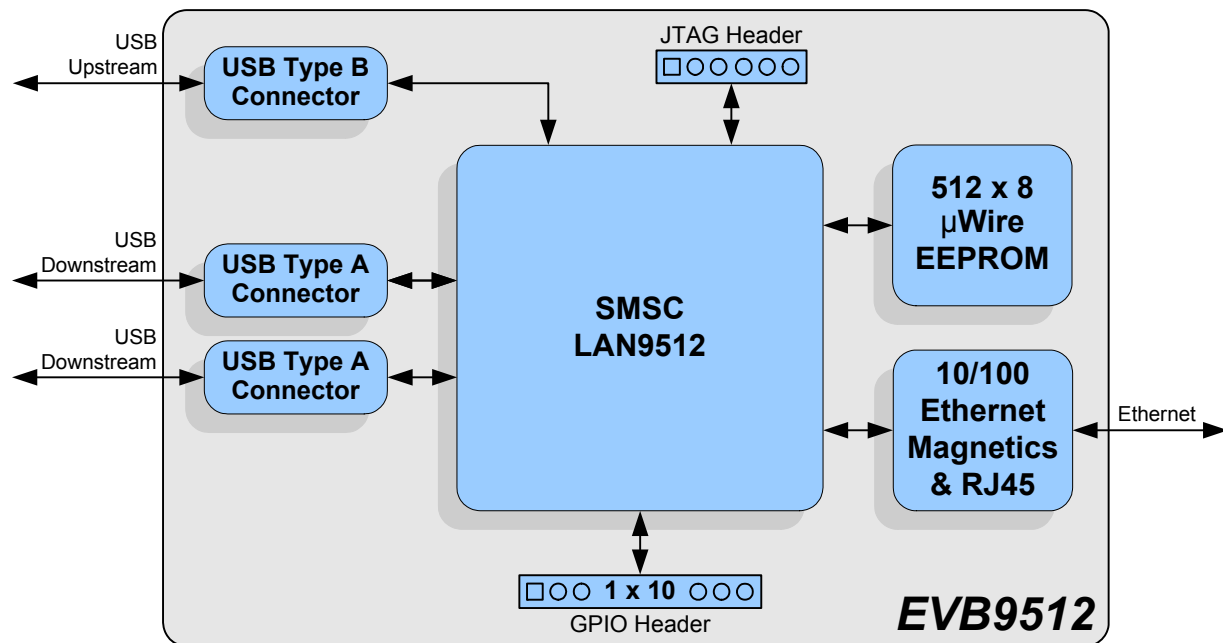 USB
Upstream
USB Type B
Connector
JTAG Header
512 x 8
µWire
EEPROM
USB
Downstream
USB Type A
Connector
SMSC
LAN9512
USB
Downstream
USB Type A
Connector
10/100
Ethernet
Magnetics
& RJ45
Ethernet
1 x 10
GPIO Header
EVB9512